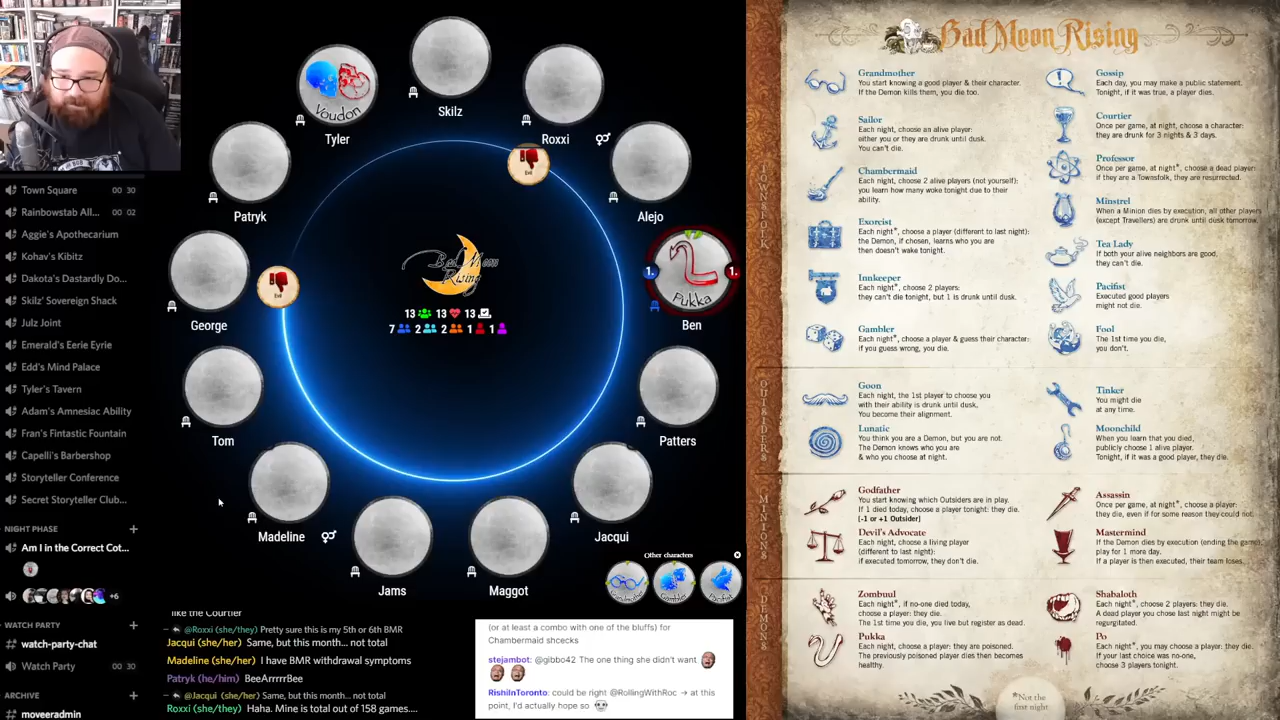 Town Square 00 30
Rainbowstab All... 00 02
Aggie's Apothecarium
Kohav's Kibitz
Dakota's Dastardly Do...
Skilz' Sovereign Shack
Julz Joint
Emerald's Eerie Eyrie
Edd's Mind Palace
Tyler's Tavern
Adam's Amnesiac Ability
Fran's Fintastic Fountain
Capelli's Barbershop
Storyteller Conference
Secret Storyteller Club...
NIGHT PHASE
Am I in the Correct Cot...
+6
WATCH PARTY
watch-party-chat
Watch Party 00 30
ARCHIVE
moveeradmin
Voudon
Tyler
Skilz
Roxxi
Evil
Alejo
1.
Pukka
1.
Ben
Patters
Jacqui
Maggot
Jams
Madeline
Tom
George
Evil
Patryk
Bad Moon
Rising
13 13 13
7 2 2 1 1
Other characters
like the Courtier
@Roxxi (she/they) Pretty sure this is my 5th or 6th BMR
Jacqui (she/her) Same, but this month... not total
Madeline (she/her) I have BMR withdrawal symptoms
Patryk (he/him) BeeArrrrrBee
@Jacqui (she/her) Same, but this month... not total
Roxxi (she/they) Haha. Mine is total out of 158 games....
(or at least a combo with one of the bluffs) for
Chambermaid shcecks
stejambot: @gibbo42 The one thing she didn't want
RishiInToronto: could be right @RollingWithRoc -> at this
point, I'd actually hope so
Bad Moon Rising
TOWNSFOLK
Grandmother
You start knowing a good player & their character.
If the Demon kills them, you die too.
Sailor
Each night, choose an alive player:
either you or they are drunk until dusk.
You can't die.
Chambermaid
Each night, choose 2 alive players (not yourself):
you learn how many woke tonight due to their
ability.
Exorcist
Each night*, choose a player (different to last night):
the Demon, if chosen, learns who you are
then doesn't wake tonight.
Innkeeper
Each night*, choose 2 players:
they can't die tonight, but 1 is drunk until dusk.
Gambler
Each night*, choose a player & guess their character:
if you guess wrong, you die.
Gossip
Each day, you may make a public statement.
Tonight, if it was true, a player dies.
Courtier
Once per game, at night, choose a character:
they are drunk for 3 nights & 3 days.
Professor
Once per game, at night*, choose a dead player:
if they are a Townsfolk, they are resurrected.
Minstrel
When a Minion dies by execution, all other players
(except Travellers) are drunk until dusk tomorrow.
Tea Lady
If both your alive neighbors are good,
they can't die.
Pacifist
Executed good players
might not die.
Fool
The 1st time you die,
you don't.
OUTSIDERS
Goon
Each night, the 1st player to choose you
with their ability is drunk until dusk.
You become their alignment.
Lunatic
You think you are a Demon, but you are not.
The Demon knows who you are
& who you choose at night.
Tinker
You might die
at any time.
Moonchild
When you learn that you died,
publicly choose 1 alive player.
Tonight, if it was a good player, they die.
MINIONS
Godfather
You start knowing which Outsiders are in play.
If 1 died today, choose a player tonight: they die.
[-1 or +1 Outsider]
Devil's Advocate
Each night, choose a living player
(different to last night):
if executed tomorrow, they don't die.
Assassin
Once per game, at night*, choose a player:
they die, even if for some reason they could not.
Mastermind
If the Demon dies by execution (ending the game),
play for 1 more day.
If a player is then executed, their team loses.
DEMONS
Zombuul
Each night*, if no-one died today,
choose a player: they die.
The 1st time you die, you live but register as dead.
Pukka
Each night, choose a player: they are poisoned.
The previously poisoned player dies then becomes
healthy.
Shabaloth
Each night*, choose 2 players: they die.
A dead player you chose last night might be
regurgitated.
Po
Each night*, you may choose a player: they die.
If your last choice was no-one,
choose 3 players tonight.
*Not the
first night